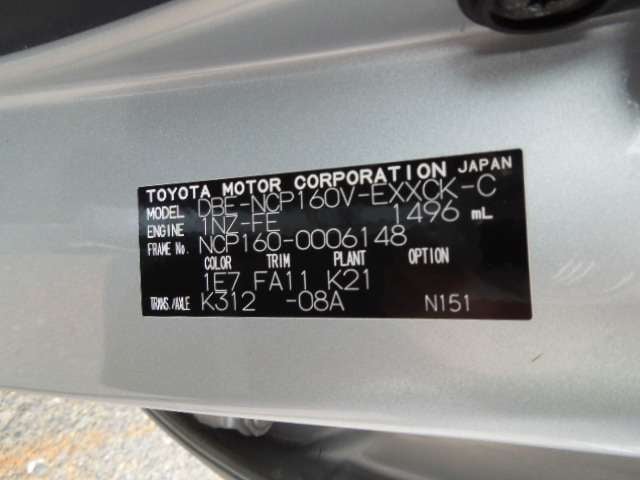 TOYOTA MOTOR CORPORATION JAPAN
MODEL DBE-NCP160V-EXXCK-C
ENGINE 1NZ-FE 1496 mL
FRAME No. NCP160-0006148
COLOR TRIM PLANT OPTION
1E7 FA11 K21
TRANS./AXLE K312 -08A N151